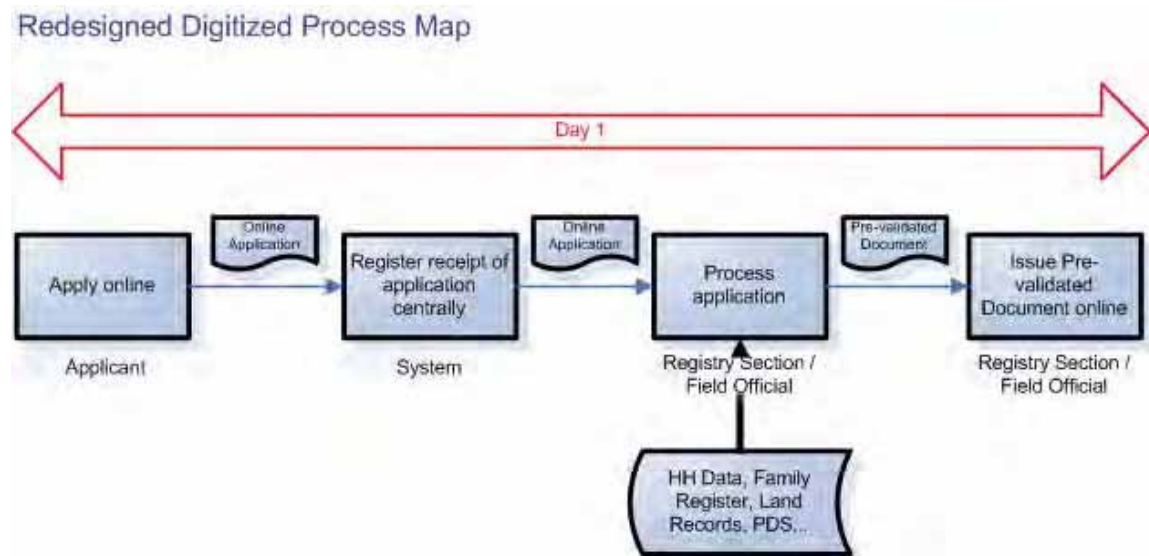 Redesigned Digitized Process Map
Day 1
Online
Application
Online
Application
Pre-validated
Document
Apply online
Register receipt of
application
centrally
Process
application
Issue Pre-
validated
Document online
Applicant
System
Registry Section /
Field Official
Registry Section /
Field Official
HH Data, Family
Register, Land
Records, PDS...